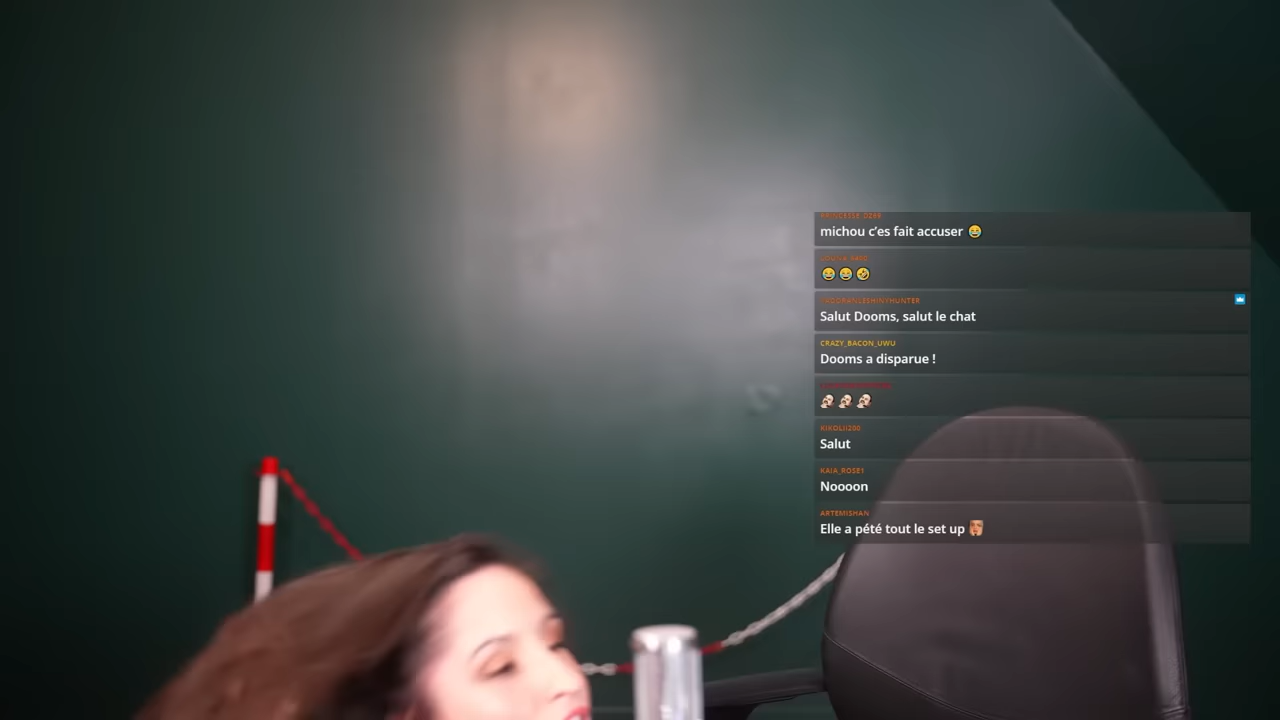 michou c'es fait accuser 😂
😂 😂 🤣
Salut Dooms, salut le chat
CRAZY_BACON_UWU
Dooms a disparue !
KIKOLII200
Salut
KAIA_ROSE1
Noooon
ARTEMISHAN
Elle a pété tout le set up